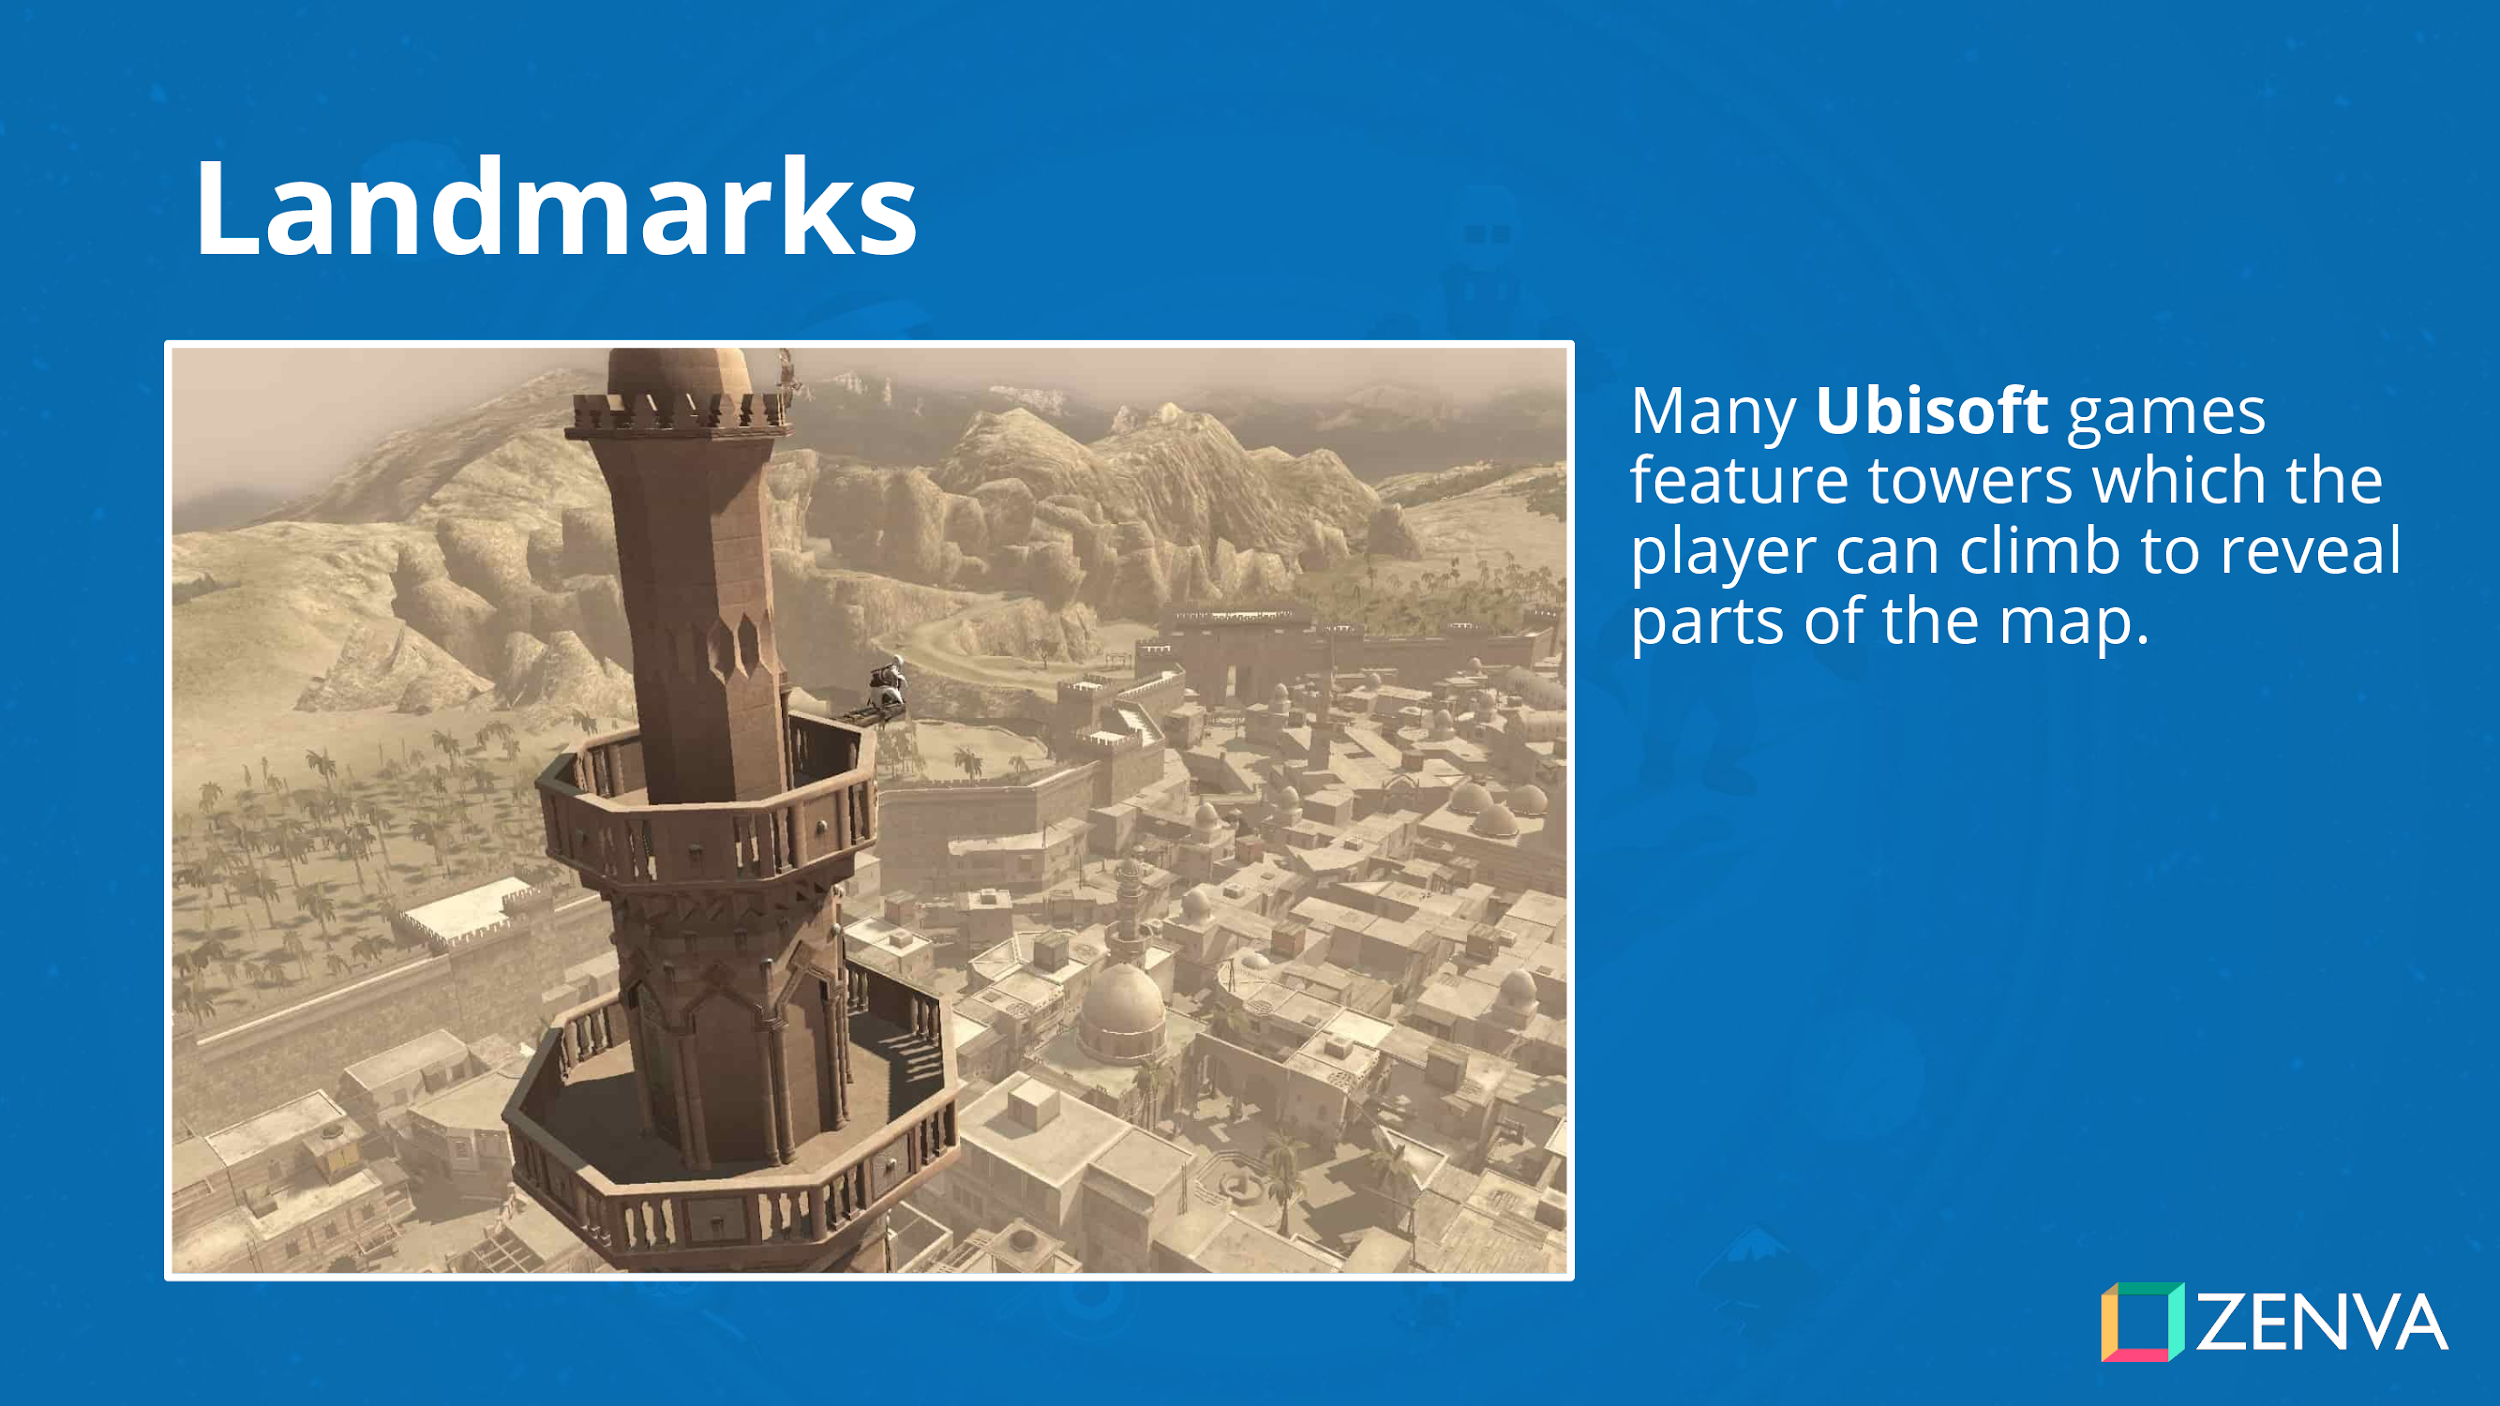 Landmarks
Many Ubisoft games
feature towers which the
player can climb to reveal
parts of the map.
ZENVA